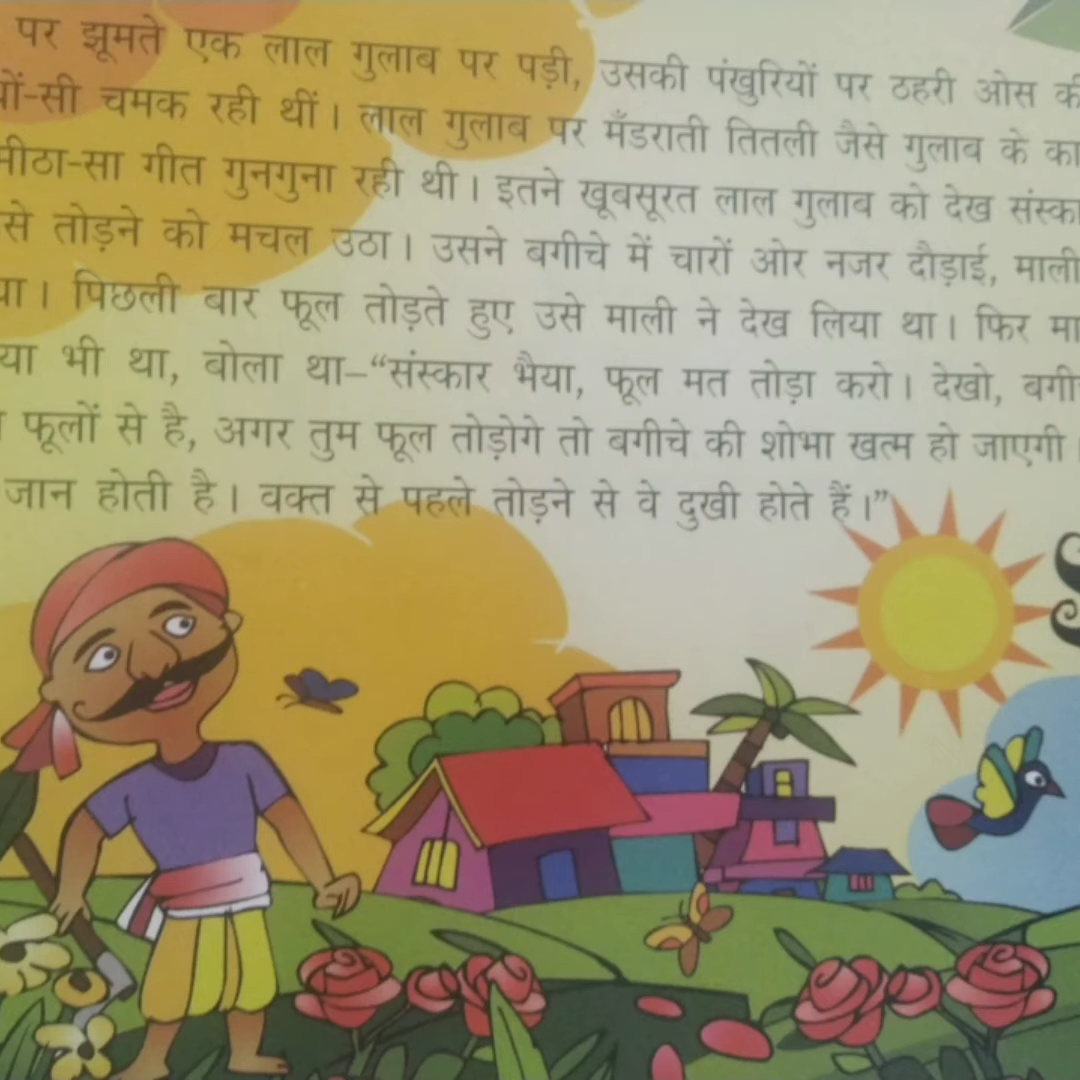 पर झूमते एक लाल गुलाब पर पड़ी, उसकी पंखुरियों पर ठहरी ओस की
चमक रही थीं। लाल गुलाब पर मँडराती तितली जैसे गुलाब के
गीत गुनगुना रही थी। इतने खूबसूरत लाल गुलाब को देख
से तोड़ने को मचल उठा। उसने बगीचे में चारों ओर नजर दौड़ाई, माली
पिछली बार फूल तोड़ते हुए उसे माली ने देख लिया था। फिर
भी था, बोला था–“संस्कार भैया, फूल मत तोड़ा करो। देखो,
फूलों से है, अगर तुम फूल तोड़ोगे तो बगीचे की शोभा खत्म हो जाएगी।
जान होती है। वक्त से पहले तोड़ने से वे दुखी होते हैं।”